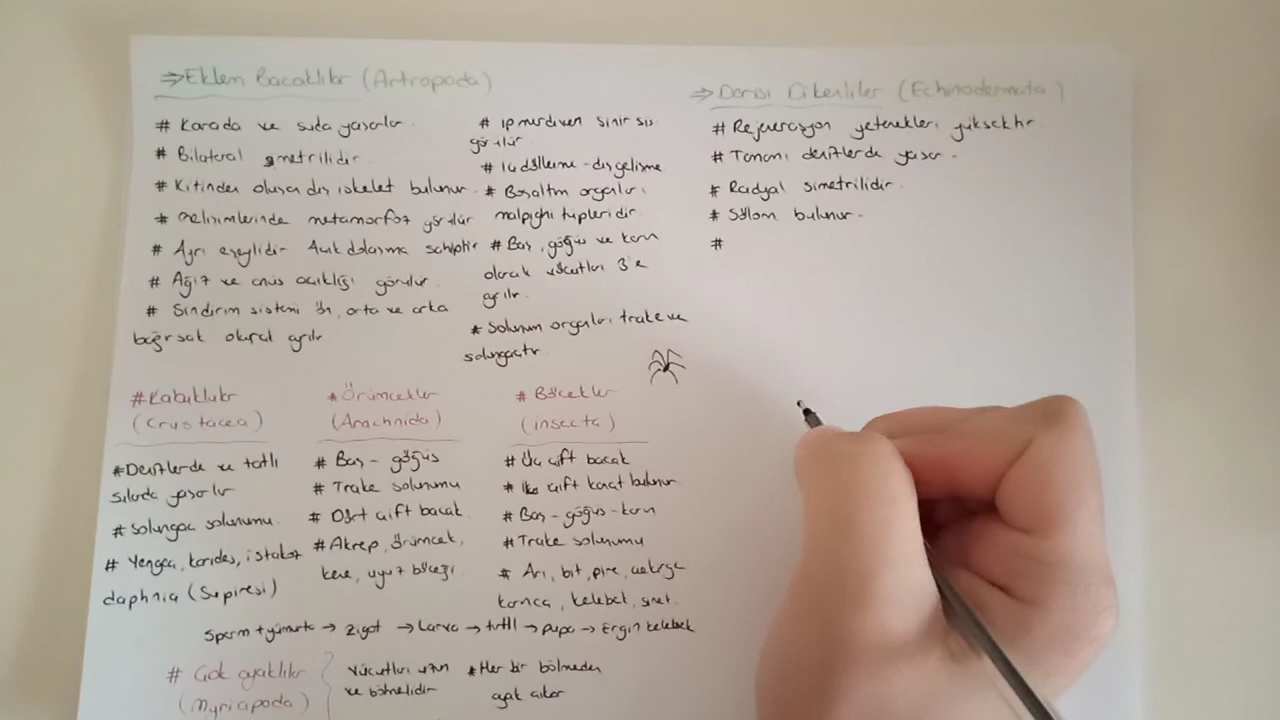 ⇒ Eklem Bacaklılar (Artropoda)
# Karada ve suda yaşarlar.
# Bilateral simetrilidir.
# Kitinden oluşan dış iskelet bulunur.
# Gelişimlerinde metamorfoz görülür
# Ayrı eşeylidir Açık dolaşıma sahiptir
# Ağız ve anüs açıklığı görülür.
# Sindirim sistemi ön, orta ve arka
bağırsak olarak ayrılır
# ip merdiven sinir sis.
görülür
# iç dölleme - dış gelişme
# Boşaltım organları
malpighi tüpleridir
# Baş, göğüs ve karın
olarak vücutları 3'e
ayrılır.
# Solunum organları trake ve
solungaçtır.
#Kabuklular
(Crustacea)
#Denizlerde ve tatlı
sularda yaşarlar
# Solungaç solunumu.
# Yengeç, karides, istakoz
daphnia (Su piresi)
# Örümcekler
(Arachnida)
# Baş - göğüs
# Trake solunumu
# Dört çift bacak
# Akrep, örümcek,
kene, uyuz böceği
# Böcekler
(insecta)
# Üç çift bacak
# İki çift kanat bulunur
# Baş - göğüs - karın
# Trake solunumu
# Arı, bit, pire, çekirge
karınca, kelebek, sinek.
Sperm + yumurta → Zigot → Larva → tırtıl → pupa → Ergin kelebek
# Çok ayaklılar
(Myriapoda)
Vücutları uzun
ve bölmelidir
# Her bir bölmeden
ayak çıkar
⇒ Derisi Dikenliler (Echinodermata)
# Rejenerasyon yetenekleri yüksektir.
# Tamamı denizlerde yaşar -
# Radyal simetrilidir.
# Sölom bulunur -
#